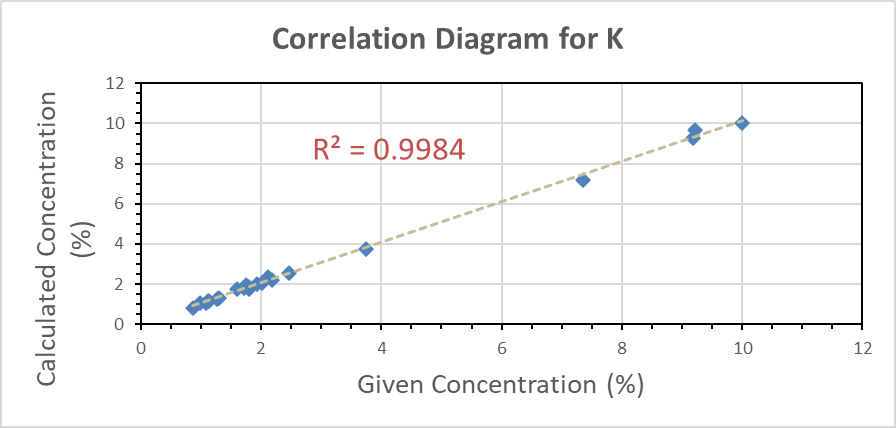 Correlation Diagram for K
Calculated Concentration
(%)
12
10
8
6
4
2
0
R² = 0.9984
0 2 4 6 8 10 12
Given Concentration (%)